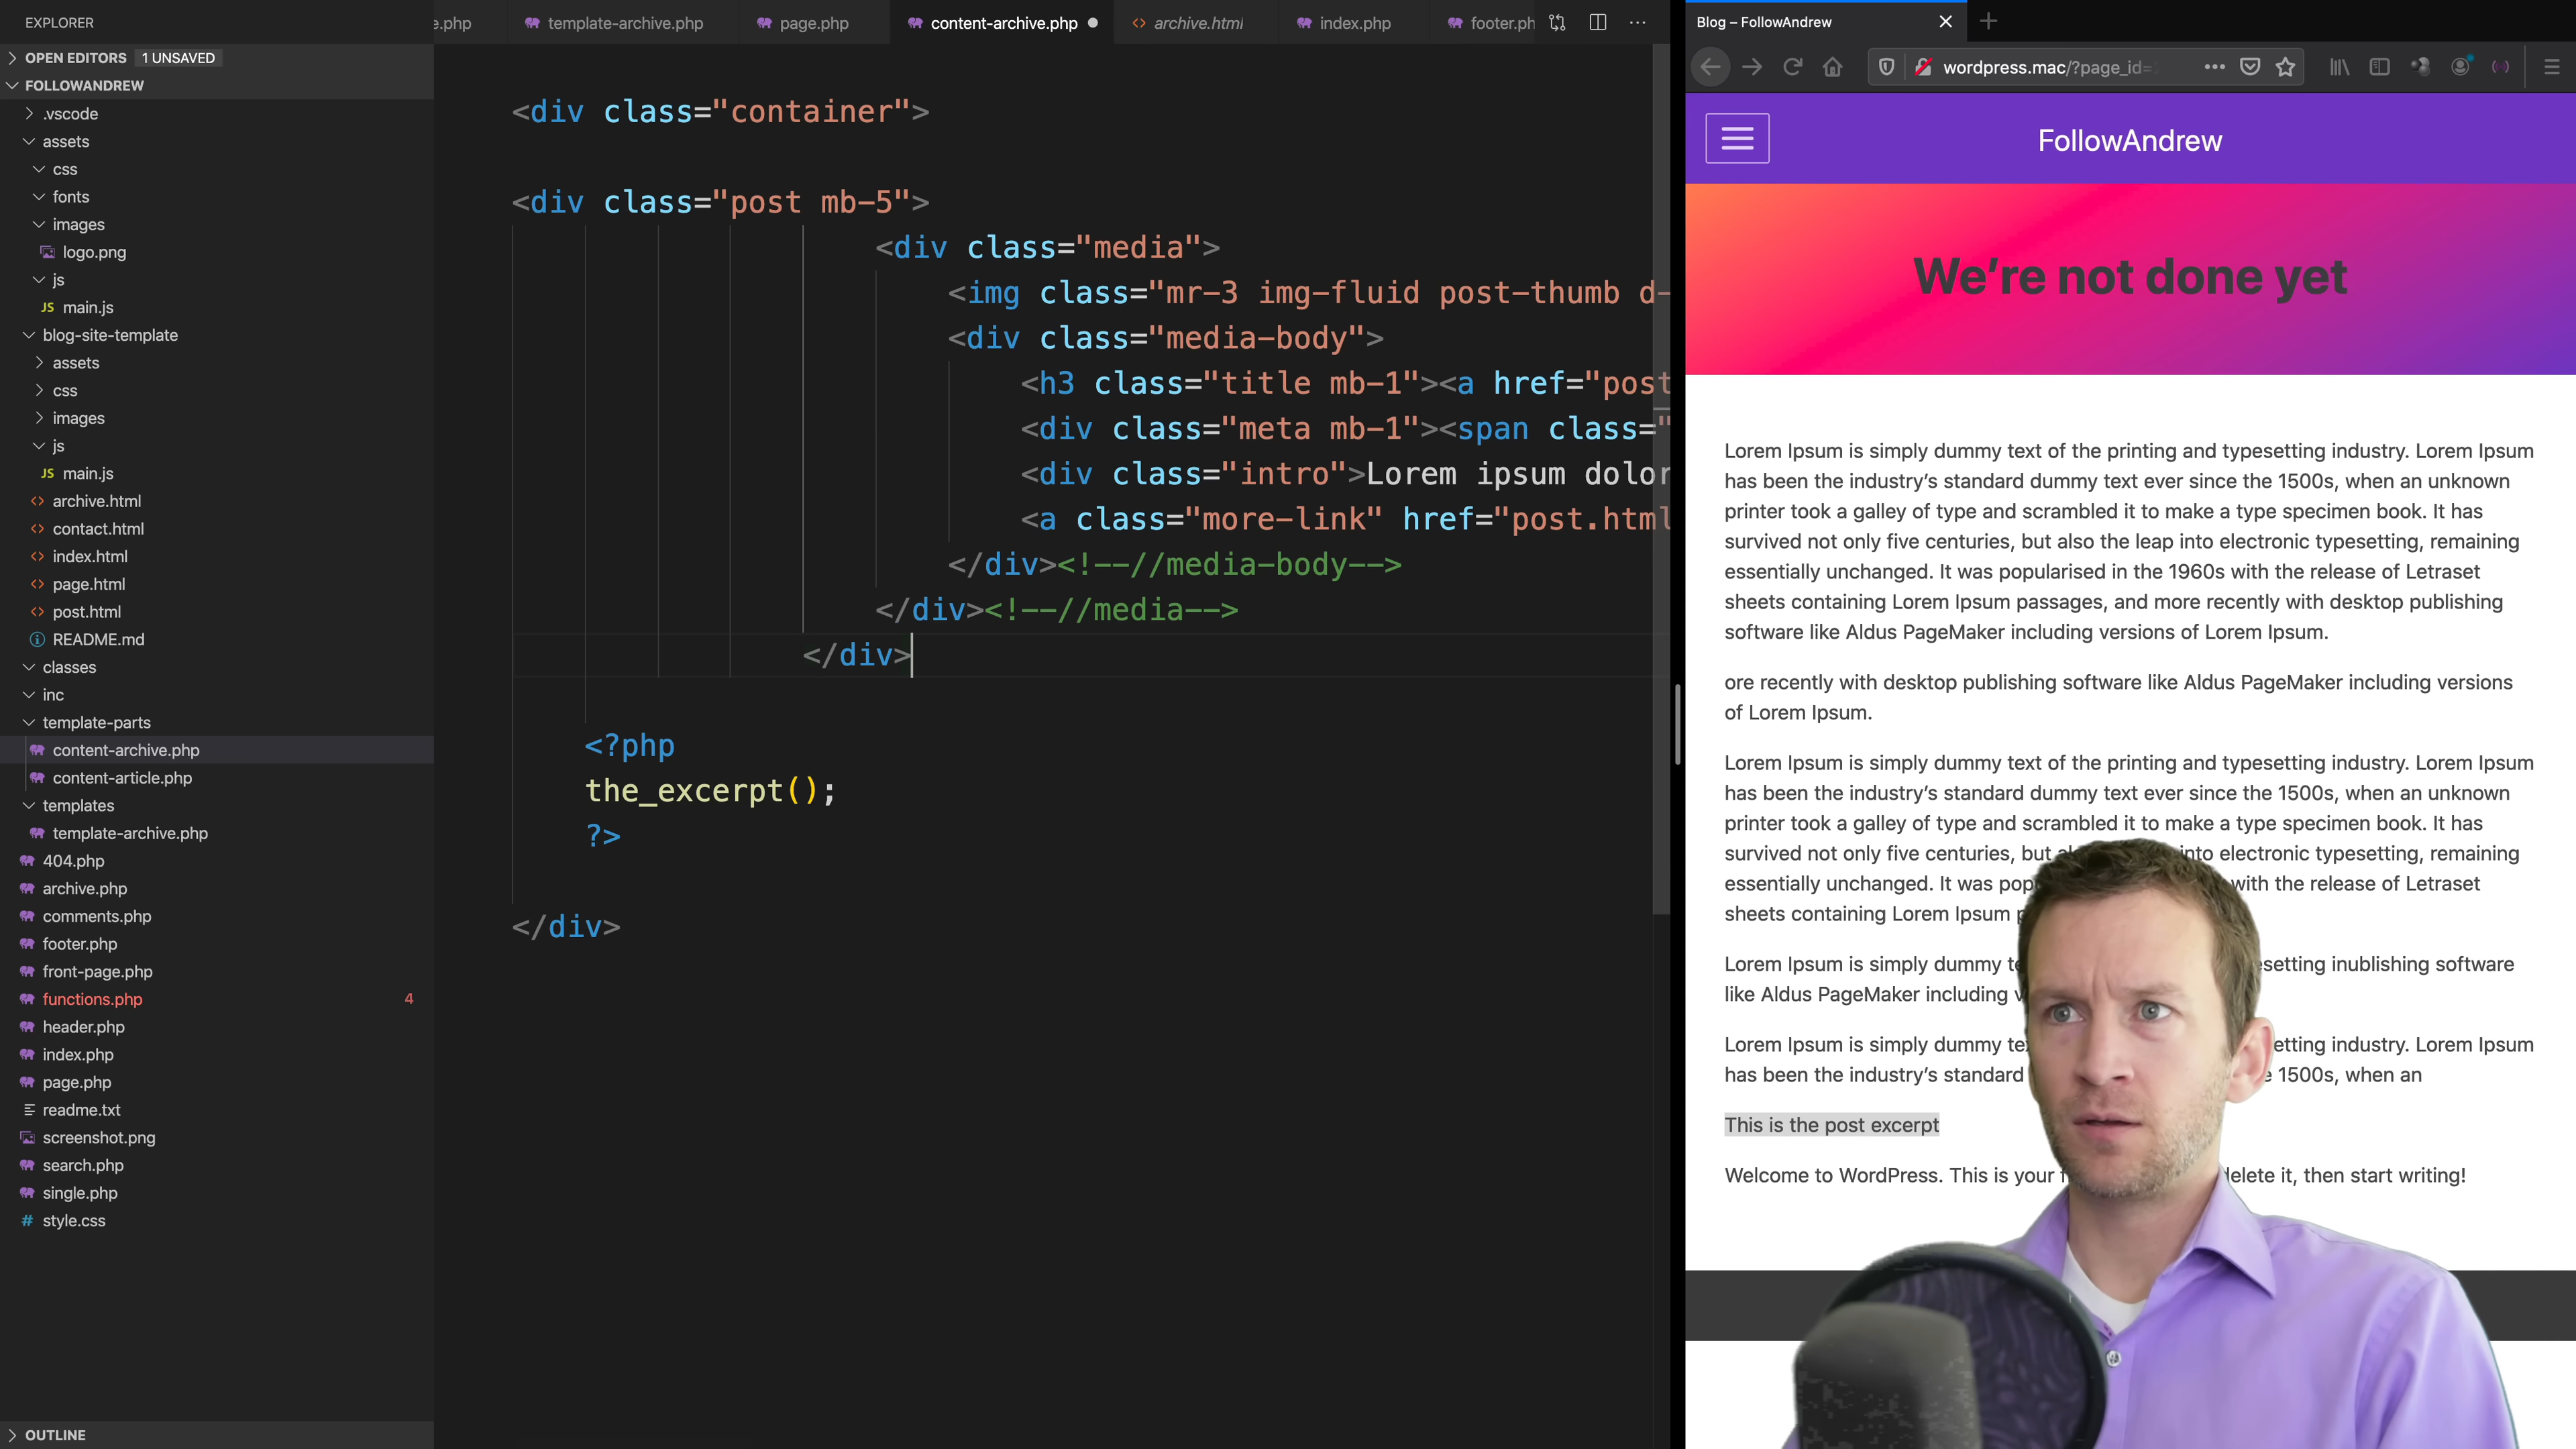 EXPLORER
OPEN EDITORS 1 UNSAVED
FOLLOWANDREW
.vscode
assets
css
fonts
images
logo.png
js
JS main.js
blog-site-template
assets
css
images
js
JS main.js
archive.html
contact.html
index.html
page.html
post.html
README.md
classes
inc
template-parts
content-archive.php
content-article.php
templates
template-archive.php
404.php
archive.php
comments.php
footer.php
front-page.php
functions.php 4
header.php
index.php
page.php
readme.txt
screenshot.png
search.php
single.php
# style.css
OUTLINE
e.php template-archive.php page.php content-archive.php archive.html index.php footer.ph
<div class="container">
<div class="post mb-5">
<div class="media">
<img class="mr-3 img-fluid post-thumb d-
<div class="media-body">
<h3 class="title mb-1"><a href="post
<div class="meta mb-1"><span class="
<div class="intro">Lorem ipsum dolor
<a class="more-link" href="post.html
</div><!--//media-body-->
</div><!--//media-->
</div>
<?php
the_excerpt();
?>
</div>
Blog – FollowAndrew
wordpress.mac/?page_id=
FollowAndrew
We're not done yet
Lorem Ipsum is simply dummy text of the printing and typesetting industry. Lorem Ipsum
has been the industry's standard dummy text ever since the 1500s, when an unknown
printer took a galley of type and scrambled it to make a type specimen book. It has
survived not only five centuries, but also the leap into electronic typesetting, remaining
essentially unchanged. It was popularised in the 1960s with the release of Letraset
sheets containing Lorem Ipsum passages, and more recently with desktop publishing
software like Aldus PageMaker including versions of Lorem Ipsum.
ore recently with desktop publishing software like Aldus PageMaker including versions
of Lorem Ipsum.
Lorem Ipsum is simply dummy text of the printing and typesetting industry. Lorem Ipsum
has been the industry's standard dummy text ever since the 1500s, when an unknown
printer took a galley of type and scrambled it to make a type specimen book. It has
survived not only five centuries, but into electronic typesetting, remaining
essentially unchanged. It was pop with the release of Letraset
sheets containing Lorem Ipsum
Lorem Ipsum is simply dummy te esetting inublishing software
like Aldus PageMaker including
Lorem Ipsum is simply dummy te etting industry. Lorem Ipsum
has been the industry's standard 1500s, when an
This is the post excerpt
Welcome to WordPress. This is your delete it, then start writing!